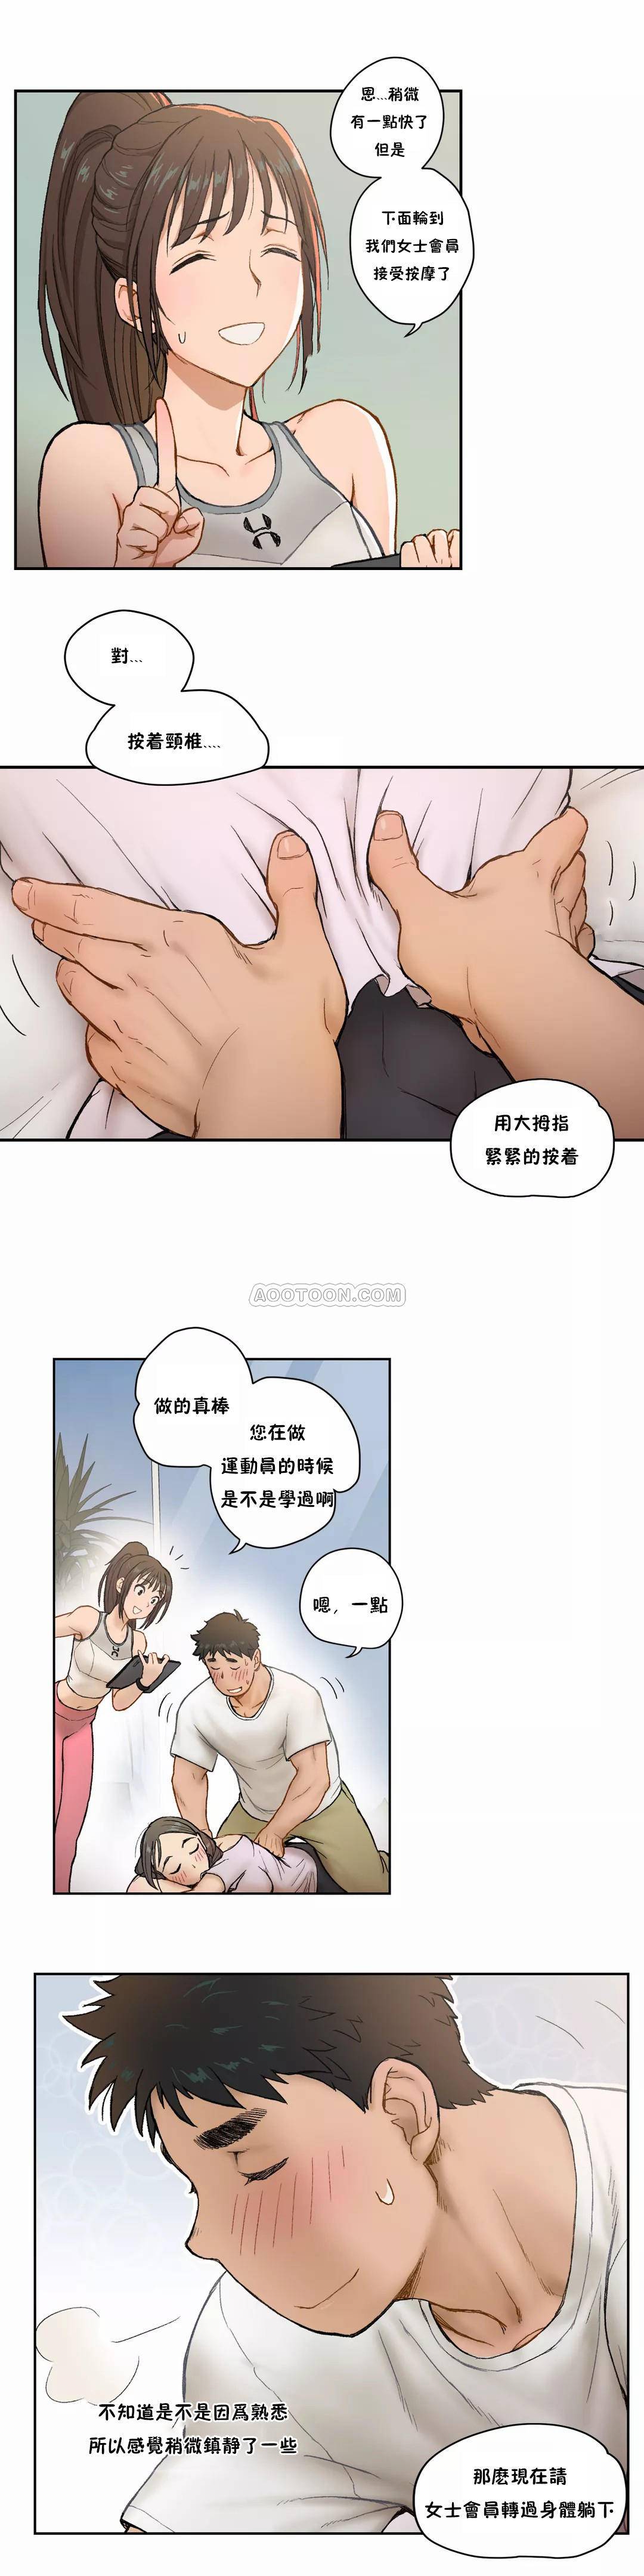 恩...稍微
有一點快了
但是
下面輪到
我們女士會員
接受按摩了
對...
按着頸椎....
用大拇指
緊緊的按着
AOOTOON.COM
做的真棒
您在做
運動員的時候
是不是學過啊
嗯，一點
不知道是不是因爲熟悉
所以感覺稍微鎮静了一些
那麽現在請
女士會員轉過身體躺下